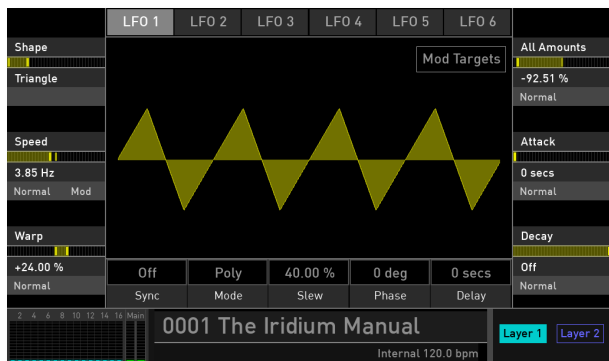 LFO 1 LFO 2 LFO 3 LFO 4 LFO 5 LFO 6
Shape
Triangle
Speed
3.85 Hz
Normal Mod
Warp
+24.00 %
Normal
Mod Targets
All Amounts
-92.51 %
Normal
Attack
0 secs
Normal
Decay
Off
Normal
Off Poly 40.00 % 0 deg 0 secs
Sync Mode Slew Phase Delay
2 4 6 8 10 12 14 16 Main
0001 The Iridium Manual
Internal 120.0 bpm
Layer 1 Layer 2